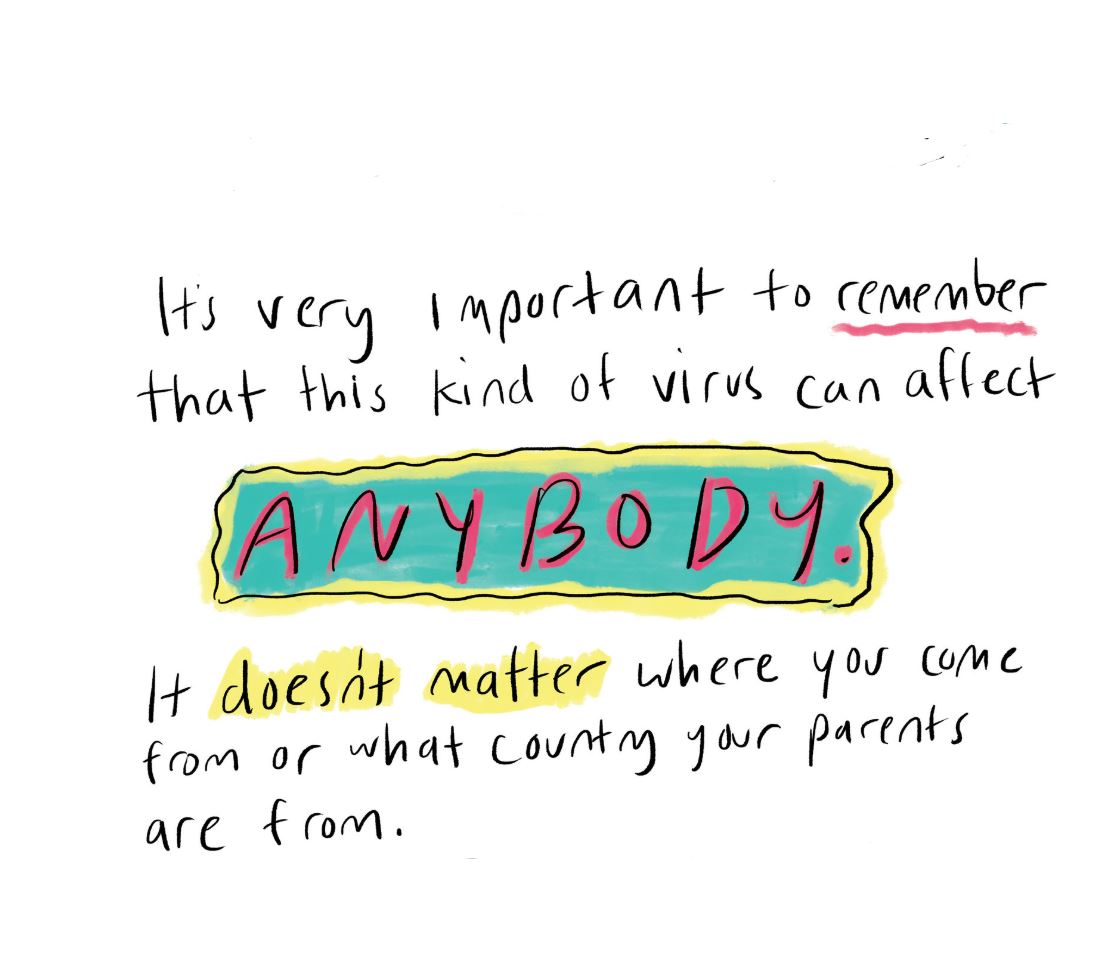 It's very important to remember
that this kind of virus can affect
ANYBODY.
It doesn't matter where you come
from or what country your parents
are from.